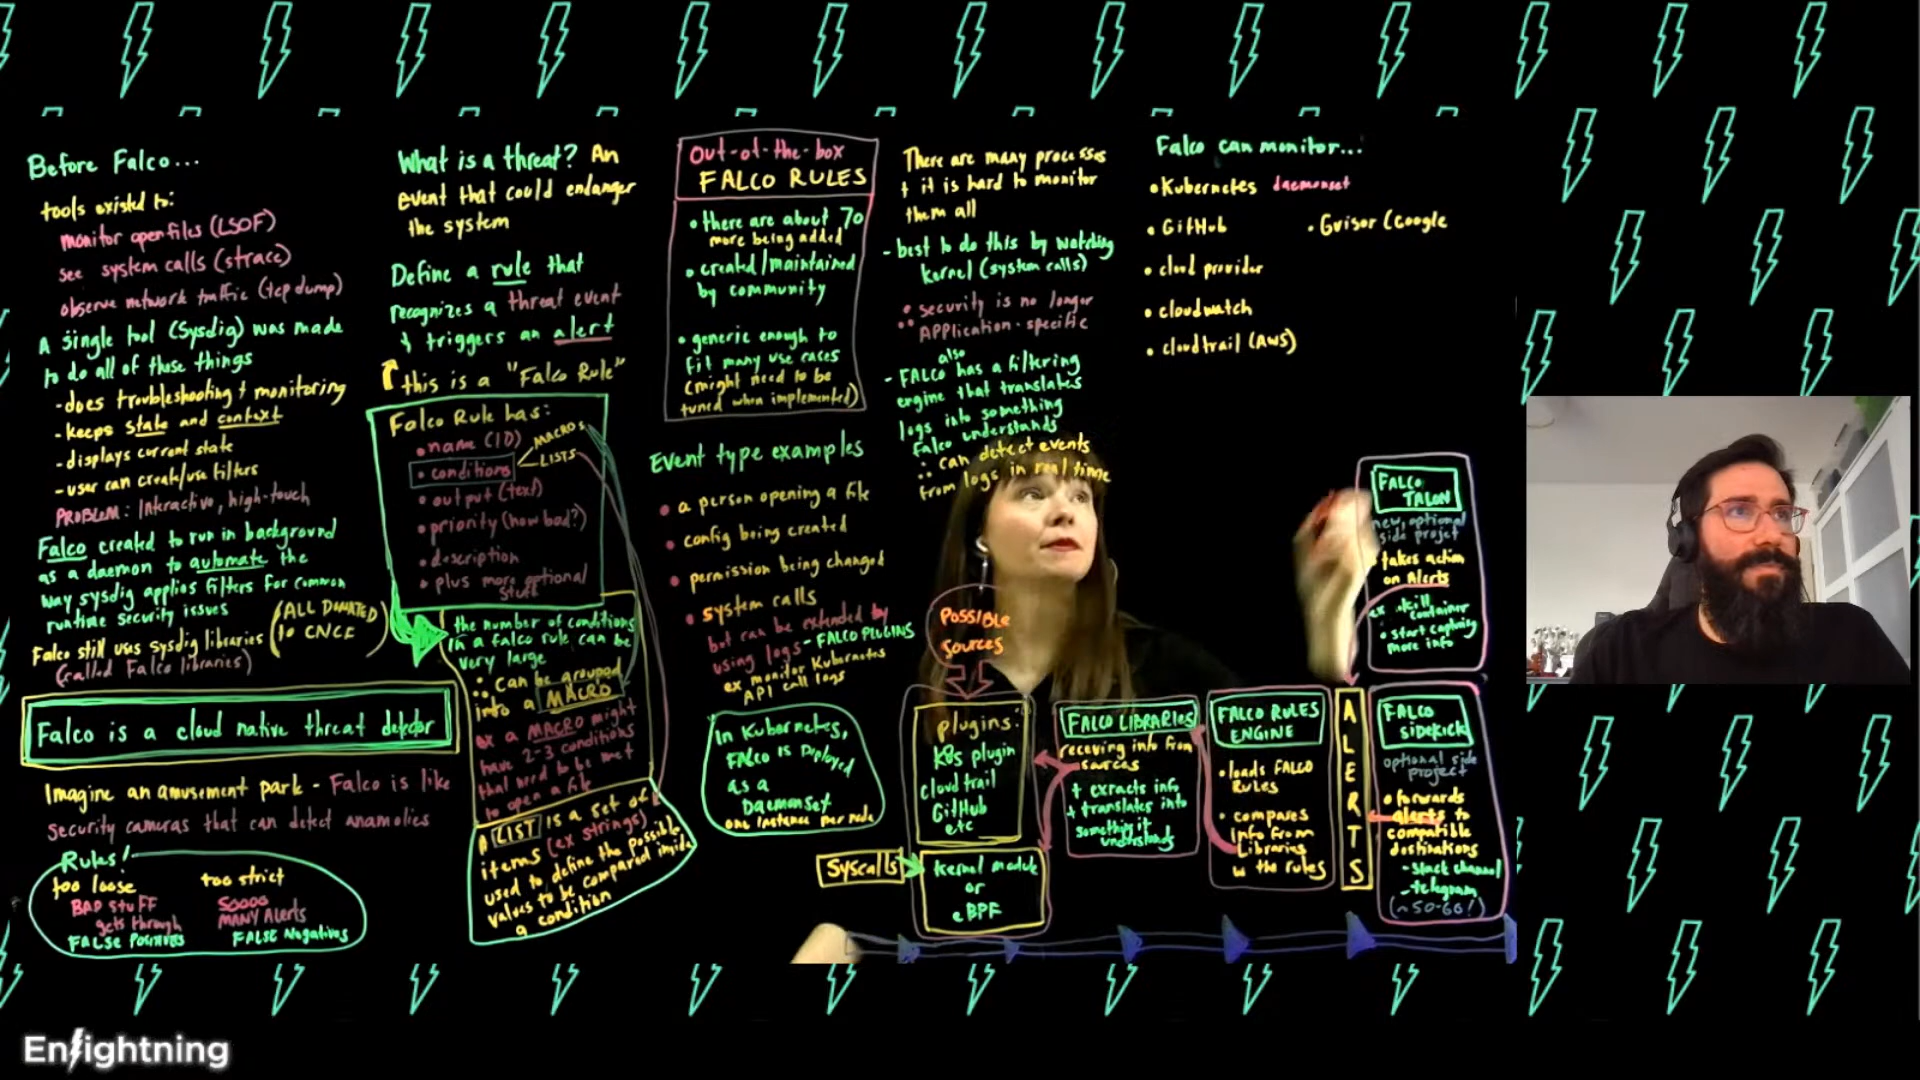 Before Falco...
tools existed to:
monitor open files (LSOF)
see system calls (strace)
observe network traffic (tcp dump)
A single tool (Sysdig) was made
to do all of these things
- does troubleshooting + monitoring
- keeps state and context
- displays current state
- user can create/use filters
PROBLEM: Interactive, high-touch
Falco created to run in background
as a daemon to automate the
way sysdig applies filters for common
runtime security issues
(ALL DONATED
to CNCF)
Falco still uses sysdig libraries
(called Falco libraries)
Falco is a cloud native threat detector
Imagine an amusement park - Falco is like
security cameras that can detect anamolies
Rules!
too loose
BAD STUFF
gets through
FALSE POSITIVES
too strict
Soooo
MANY Alerts
FALSE Negatives
What is a threat? An
event that could endanger
the system
Define a rule that
recognizes a threat event
+ triggers an alert
this is a "Falco Rule"
Falco Rule has:
• name (ID)
• conditions
MACROS
LISTS
• output (text)
• priority (how bad?)
• description
• plus more optional
stuff
the number of conditions
in a falco rule can be
very large
∴ can be grouped
into a MACRO
ex a MACRO might
have 2-3 conditions
that need to be met
to open a file
A LIST is a set of
items (ex strings)
used to define the possible
values to be compared inside
a condition
Out-of-the-box
FALCO RULES
• there are about 70
more being added
• created/maintained
by community
• generic enough to
fit many use cases
(might need to be
tuned when implemented)
Event type examples
• a person opening a file
• config being created
• permission being changed
• system calls
but can be extended by
using logs - FALCO PLUGINS
ex monitor Kubernetes
API call logs
In Kubernetes,
FALCO is Deployed
as a
DaemonSet
one instance per node
There are many processes
+ it is hard to monitor
them all
- best to do this by watching
kernel (system calls)
• security is no longer
APPlication-specific
also
- FALCO has a filtering
engine that translates
logs into something
Falco understands
∴ can detect events
from logs in real time
Falco can monitor...
• Kubernetes daemonset
• GitHub
• cloud provider
• cloudwatch
• cloudtrail (AWS)
• Gvisor (Google
POSSIBLE
sources
plugins:
k8s plugin
cloudtrail
GitHub
etc
Syscalls
kernel module
or
eBPF
FALCO LIBRARIES
receving info from
sources
+ exracts info
+ translates into
something it
understands
FALCO RULES
ENGINE
• loads FALCO
RULES
• compares
info from
Libraries
w the rules
ALERTS
FALCO
TALON
new, optional
side projet
• takes action
on Alerts
ex • kill
container
• start capturing
more info
FALCO
SIDEKICK
optional side
project
• forwards
alerts to
compatible
destinations
- slack channel
- telegram
(~50-60!)
Enlightning